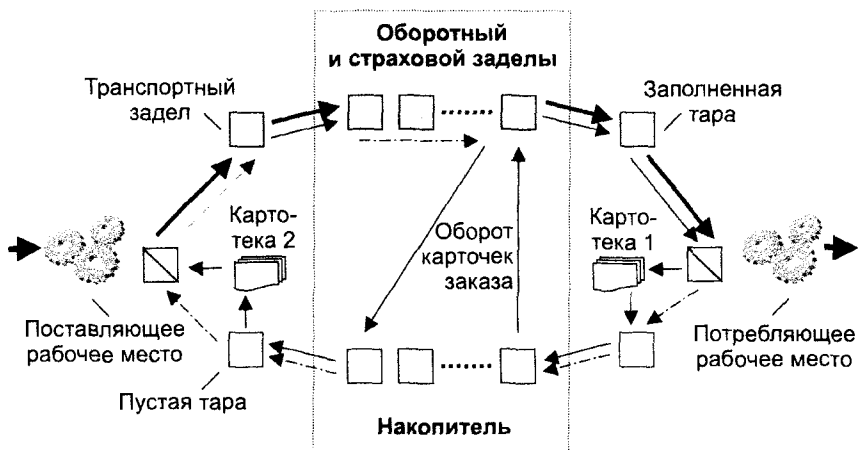 Оборотный
и страховой заделы
Транспортный
задел
Заполненная
тара
Карто-
тека 2
Оборот
карточек
заказа
Карто-
тека 1
Поставляющее
рабочее место
Потребляющее
рабочее место
Пустая тара
Накопитель